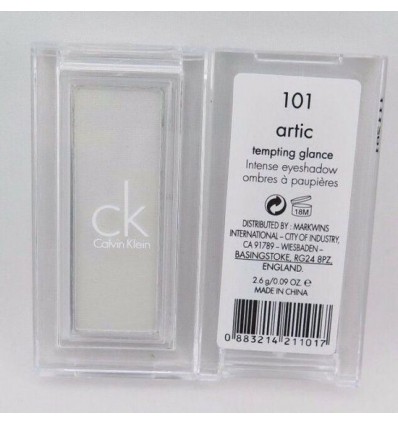 ck
Calvin Klein
101
artic
tempting glance
Intense eyeshadow
ombres à paupières
18M
DISTRIBUTED BY : MARKWINS
INTERNATIONAL – CITY OF INDUSTRY,
CA 91789 – WIESBADEN –
BASINGSTOKE, RG24 8PZ,
ENGLAND.
2.6 g/0.09 OZ. e
MADE IN CHINA
0 883214 211017